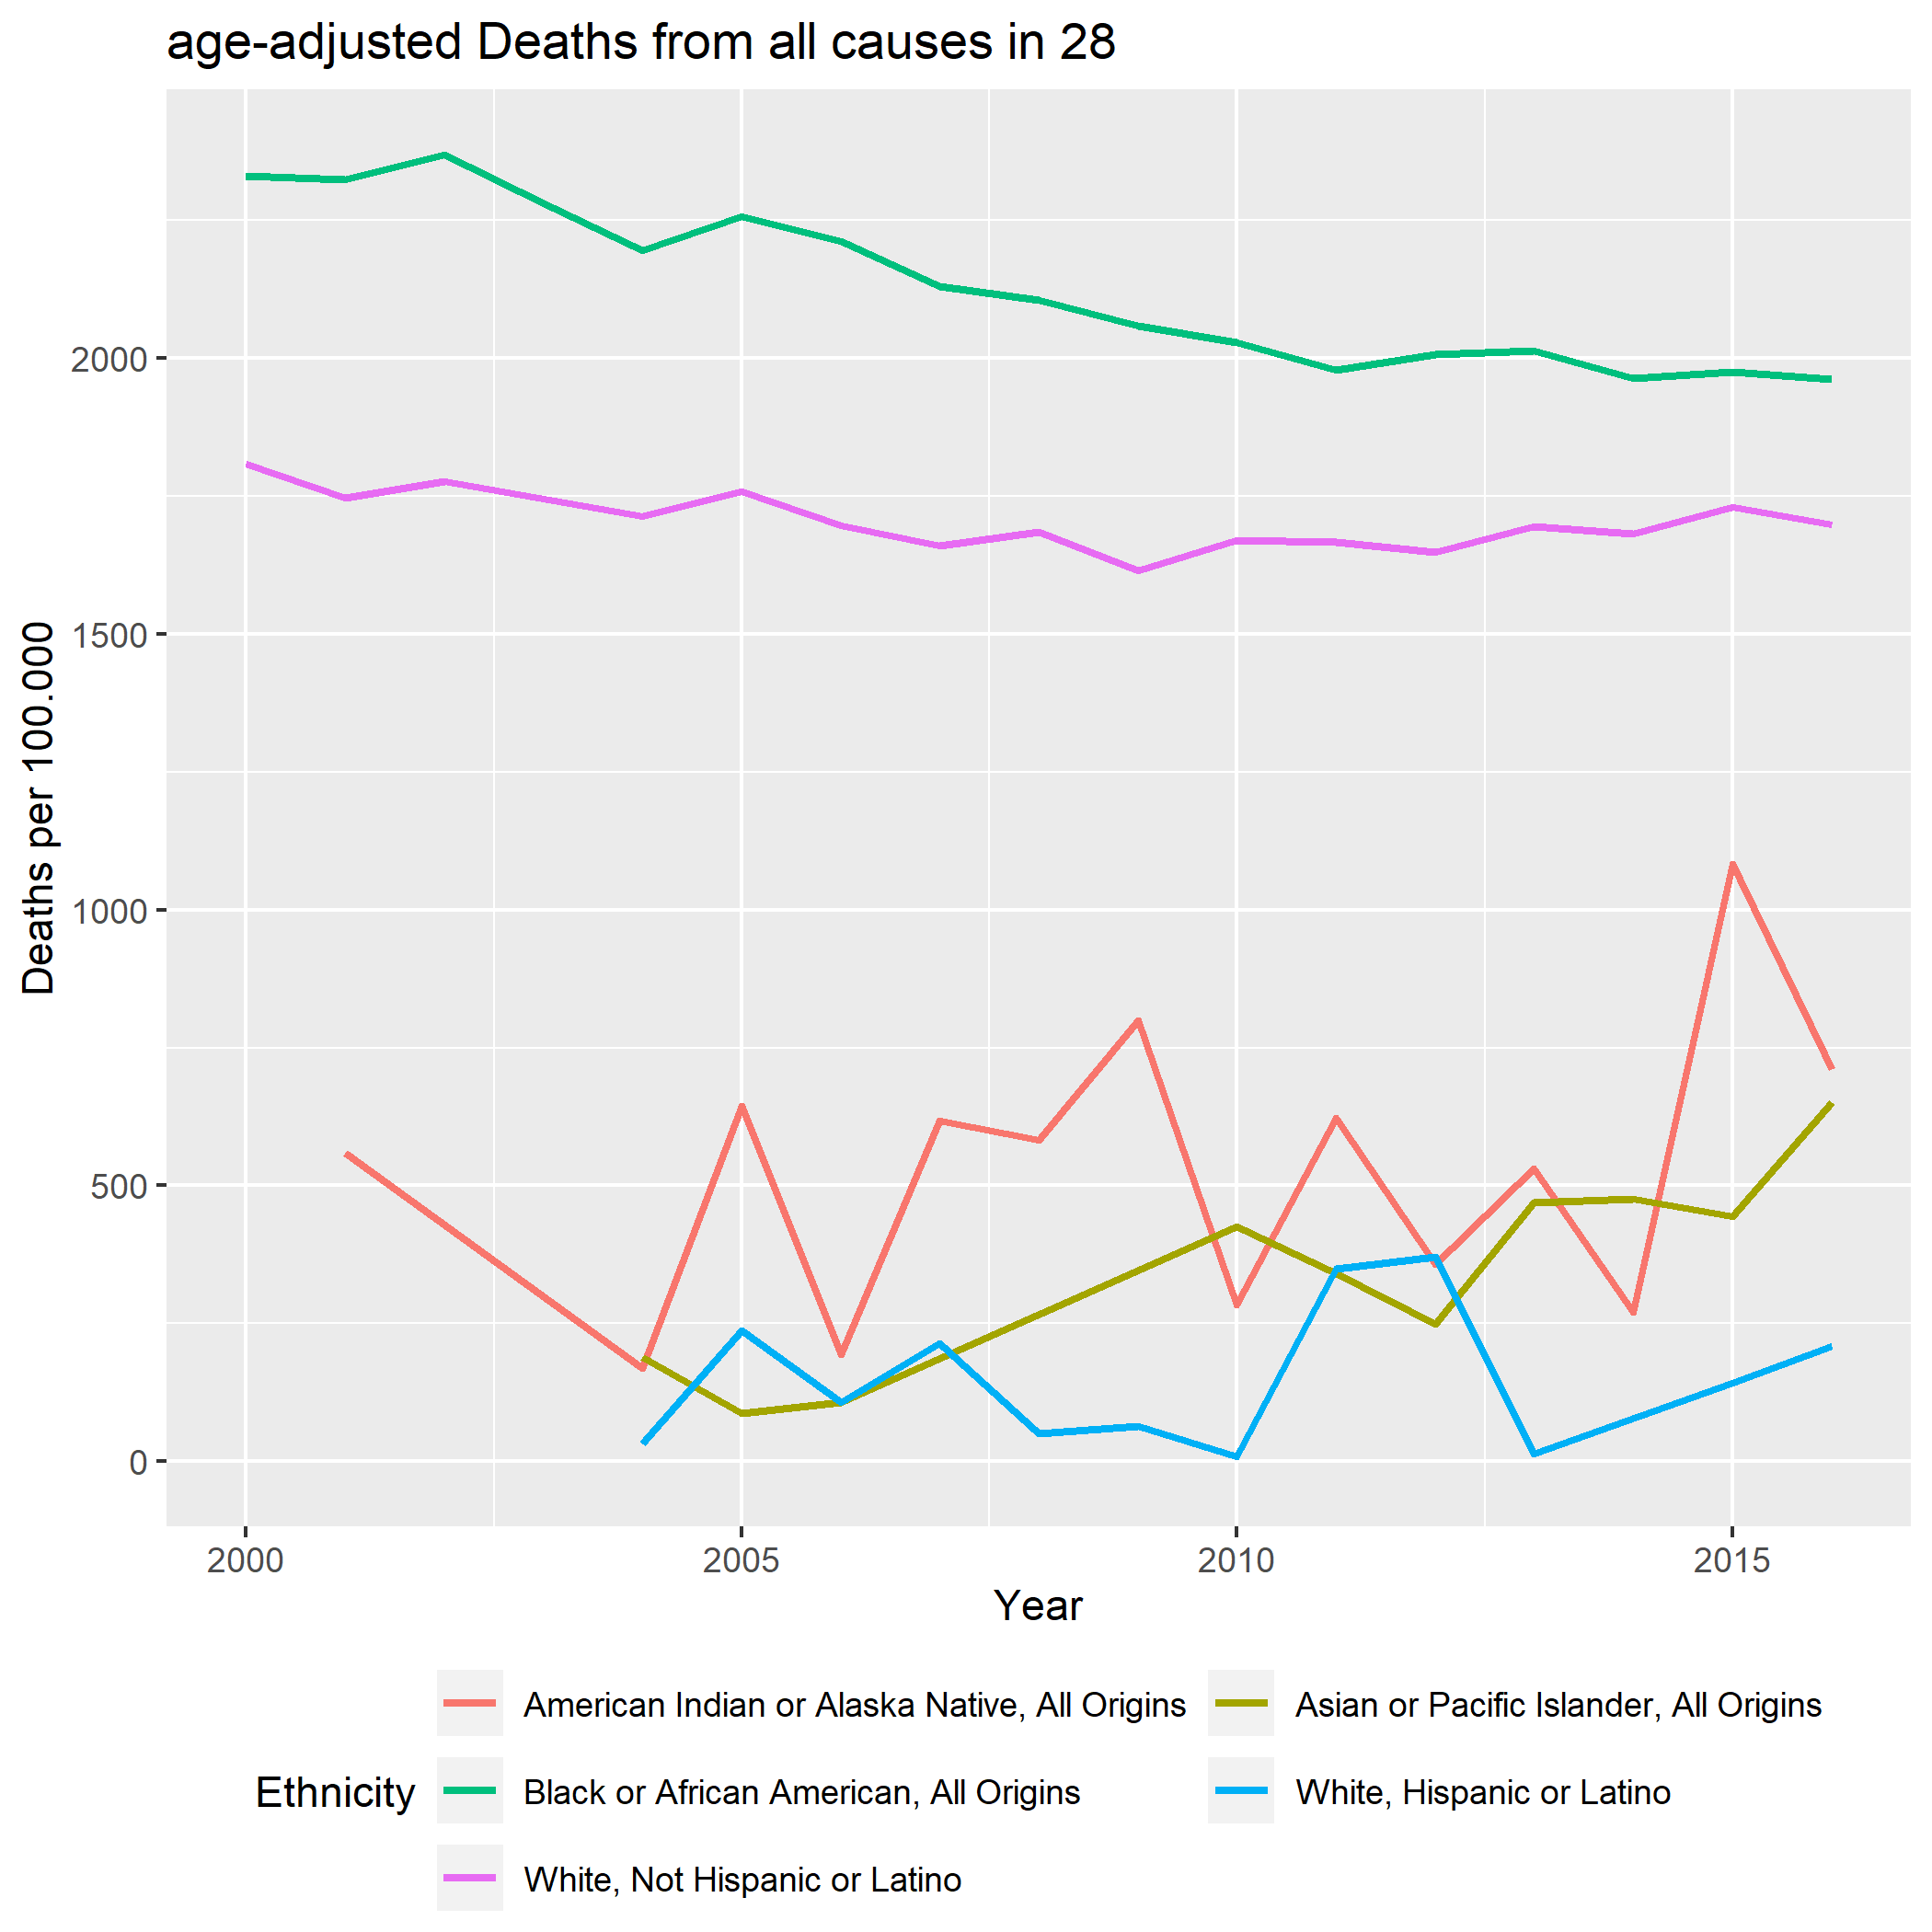 age-adjusted Deaths from all causes in 28
Deaths per 100.000
2000
1500
1000
500
0
2000 2005 2010 2015
Year
Ethnicity
American Indian or Alaska Native, All Origins
Asian or Pacific Islander, All Origins
Black or African American, All Origins
White, Hispanic or Latino
White, Not Hispanic or Latino